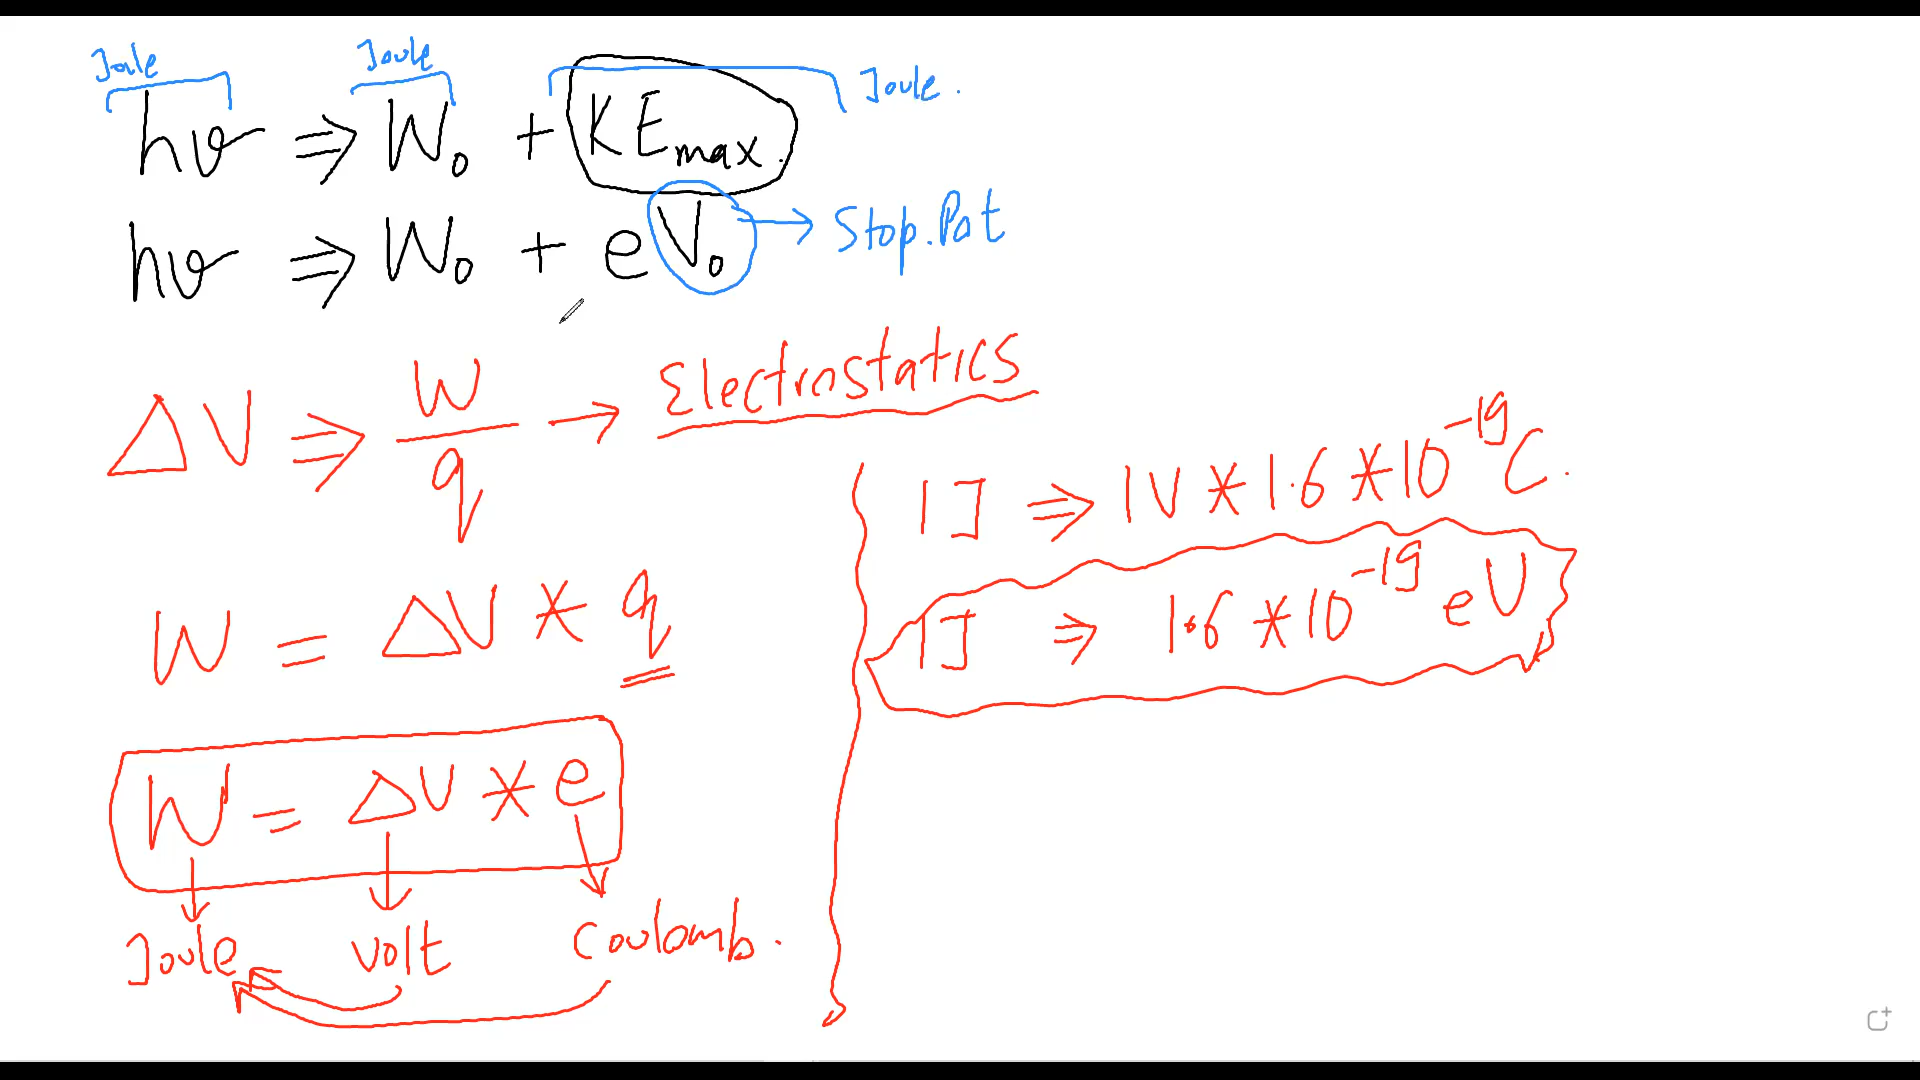 Joule Joule Joule.
hν ⇒ W₀ + KEmax.
hν ⇒ W₀ + eV₀ → Stop.Pot
ΔV ⇒ W/q → Electrostatics
W = ΔV * q
W = ΔV * e
Joule volt Coulomb.
1J ⇒ 1V * 1.6 * 10⁻¹⁹C.
1J ⇒ 1.6 * 10⁻¹⁹ eV